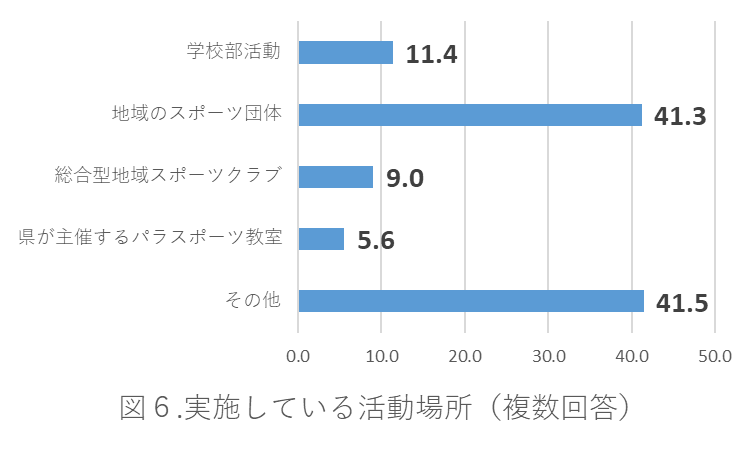 学校部活動
11.4
地域のスポーツ団体
41.3
総合型地域スポーツクラブ
9.0
県が主催するパラスポーツ教室
5.6
その他
41.5
0.0 10.0 20.0 30.0 40.0 50.0
図６.実施している活動場所（複数回答）